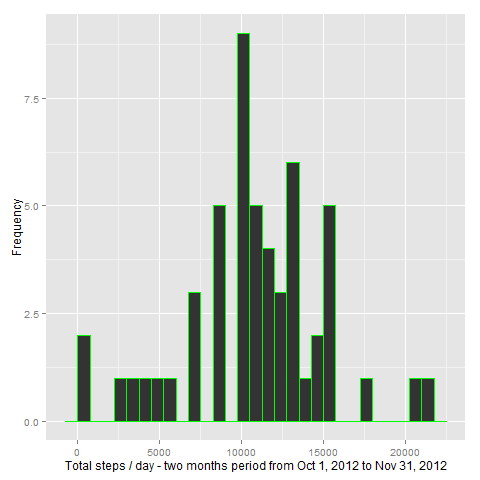 Frequency
7.5
5.0
2.5
0.0
0 5000 10000 15000 20000
Total steps / day - two months period from Oct 1, 2012 to Nov 31, 2012